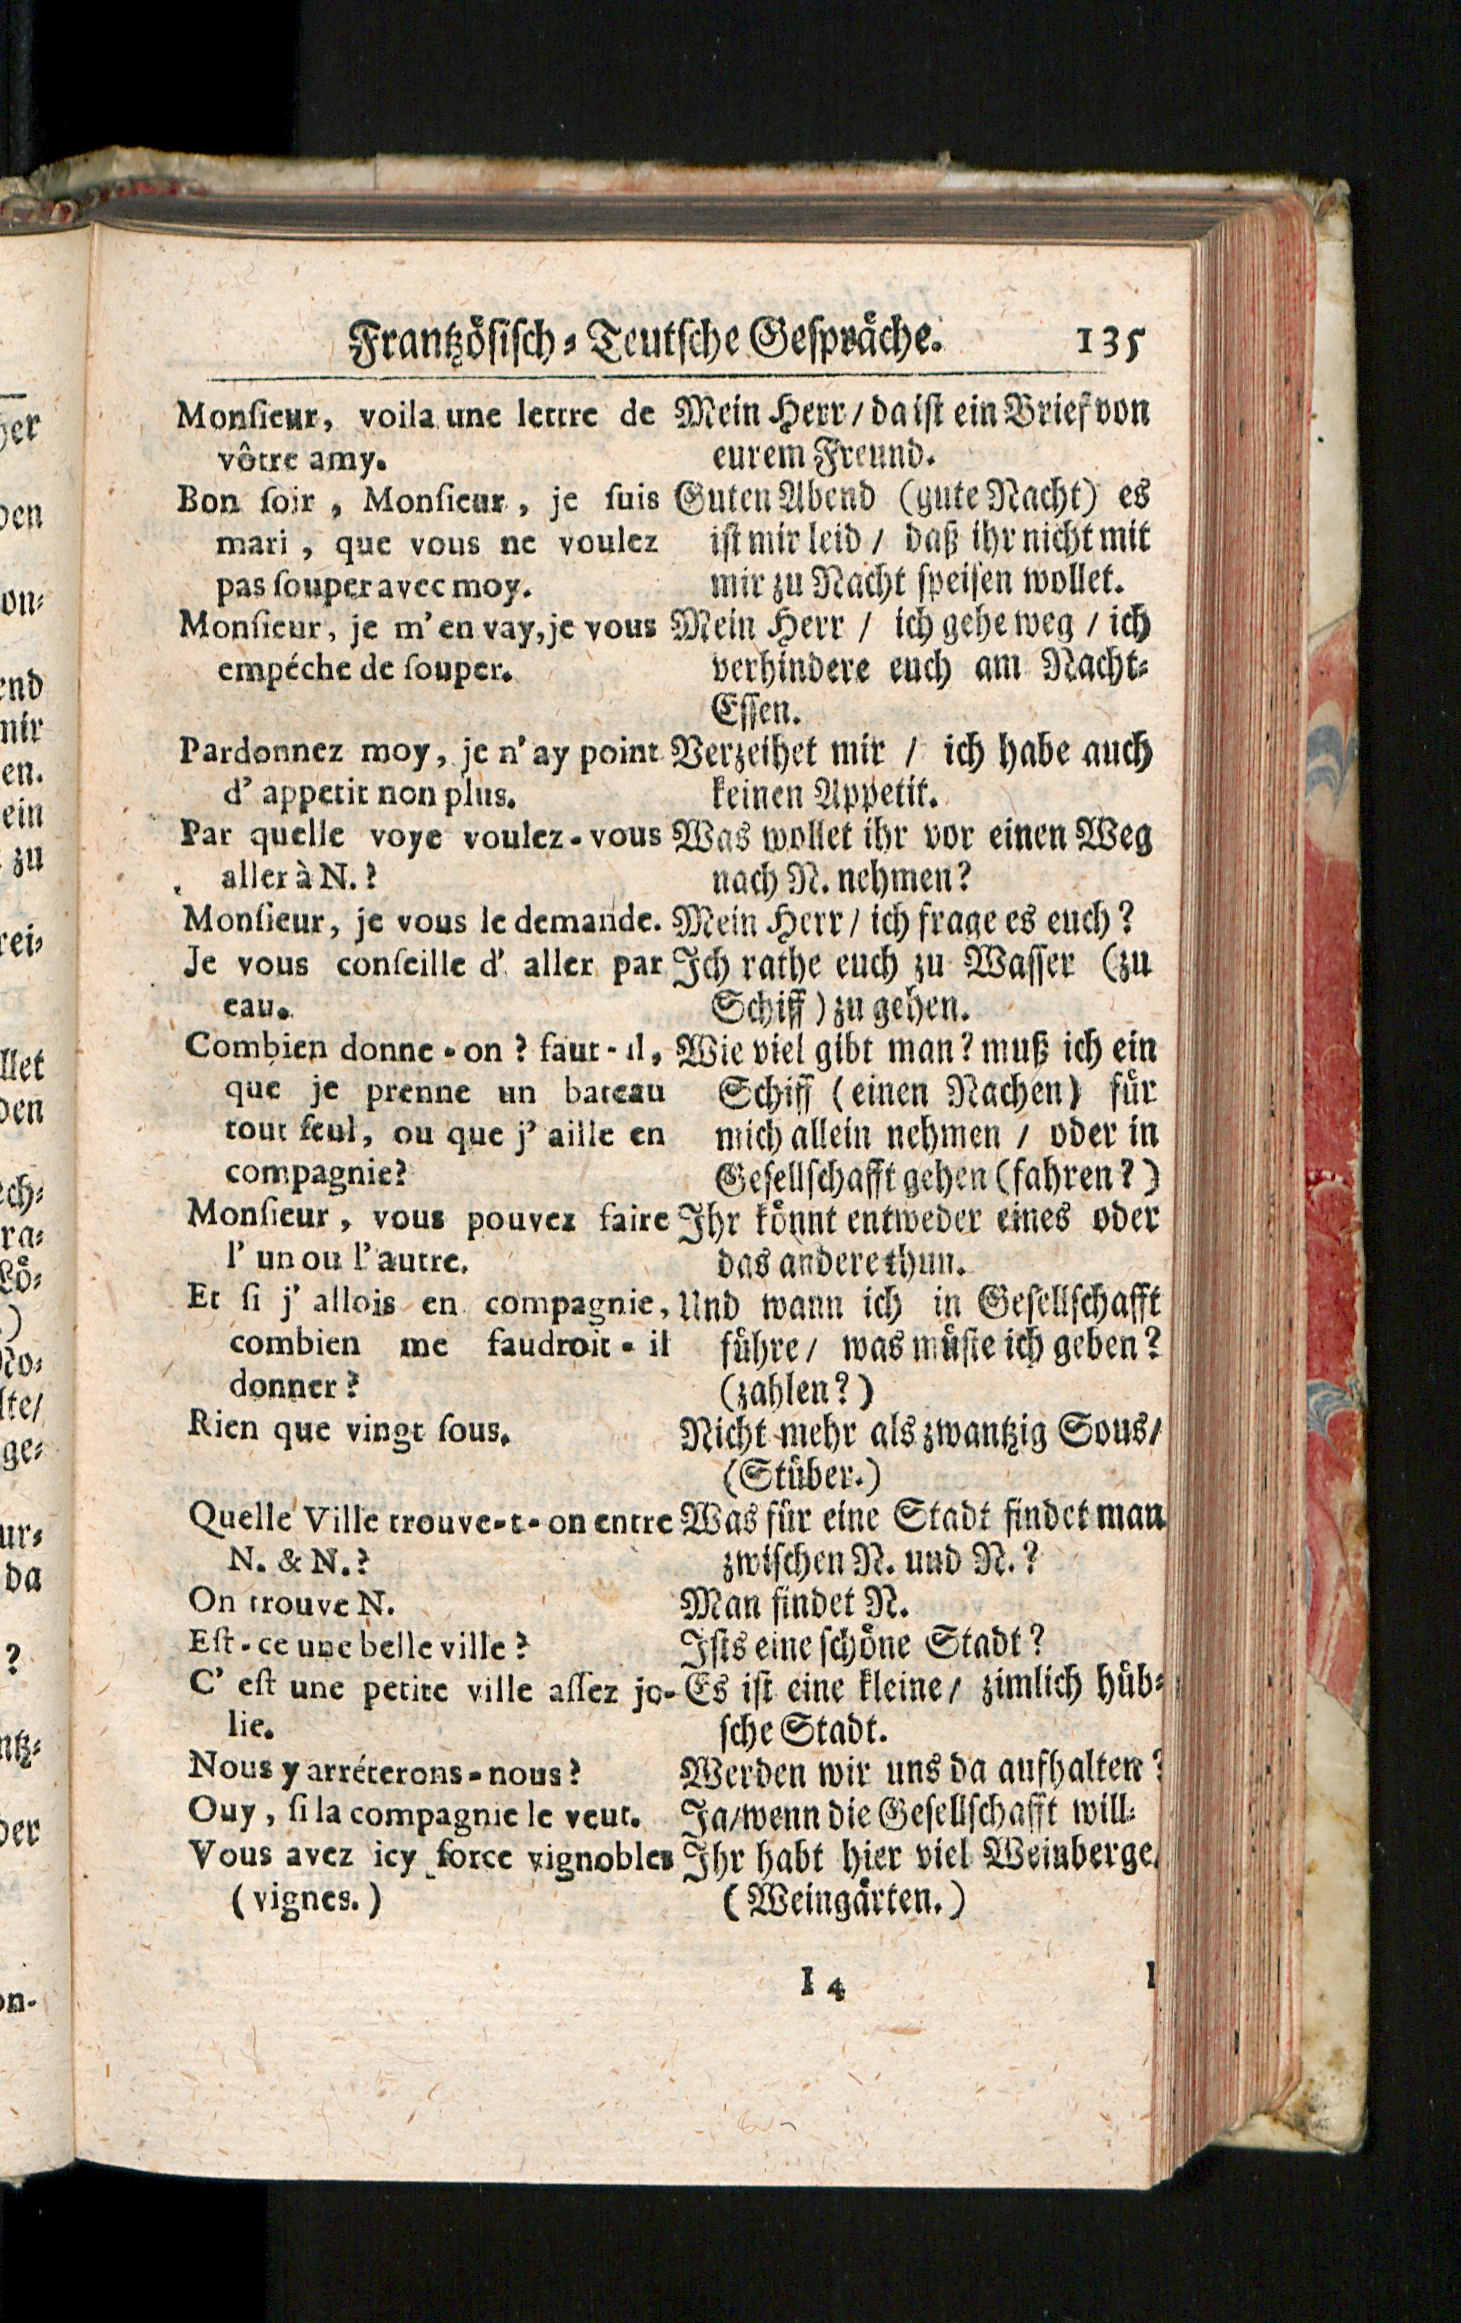 Frantzösisch-Teutsche Gespräche. 135
Monſieur, voila une lettre de
vôtre amy.
Bon ſoir, Monſieur, je ſuis
mari, que vous ne voulez
pas ſouper avec moy.
Monſieur, je m'en vay, je vous
empéche de ſouper.
Pardonnez moy, je n'ay point
d'appetit non plus.
Par quelle voye voulez-vous
aller à N.?
Monſieur, je vous le demande.
Je vous conſeille d'aller par
eau.
Combien donne-on? faut-il,
que je prenne un bateau
tout ſeul, ou que j'aille en
compagnie?
Monſieur, vous pouvez faire
l'un ou l'autre.
Et ſi j'allois en compagnie,
combien me faudroit-il
donner?
Rien que vingt ſous.
Quelle Ville trouve-t-on entre
N. & N.?
On trouve N.
Eſt-ce une belle ville?
C'eſt une petite ville aſſez jo-
lie.
Nous y arréterons-nous?
Ouy, ſi la compagnie le veut.
Vous avez icy force vignobles
(vignes.)
Mein Herr/ da iſt ein Brief von
eurem Freund.
Guten Abend (gute Nacht) es
iſt mir leid/ daß ihr nicht mit
mir zu Nacht ſpeiſen wollet.
Mein Herr/ ich gehe weg/ ich
verhindere euch am Nacht-
Eſſen.
Verzeihet mir/ ich habe auch
keinen Appetit.
Was wollet ihr vor einen Weg
nach N. nehmen?
Mein Herr/ ich frage es euch?
Ich rathe euch zu Waſſer (zu
Schiff) zu gehen.
Wie viel gibt man? muß ich ein
Schiff (einen Nachen) für
mich allein nehmen/ oder in
Geſellſchafft gehen (fahren?)
Ihr könnt entweder eines oder
das andere thun.
Und wann ich in Geſellſchafft
führe/ was müſte ich geben?
(zahlen?)
Nicht mehr als zwantzig Sous/
(Stüber.)
Was für eine Stadt findet man
zwiſchen N. und N.?
Man findet N.
Iſts eine ſchöne Stadt?
Es iſt eine kleine/ zimlich hüb-
ſche Stadt.
Werden wir uns da aufhalten?
Ja/ wenn die Geſellſchafft will-
Ihr habt hier viel Weinberge.
(Weingärten.)
I 4